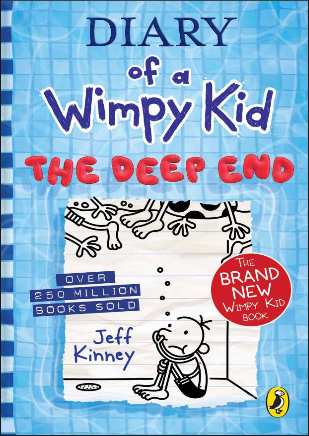 DIARY
of a
Wimpy Kid
THE DEEP END
OVER
250 MILLION
BOOKS SOLD
Jeff
Kinney
THE
BRAND
NEW
WIMPY KID
BOOK